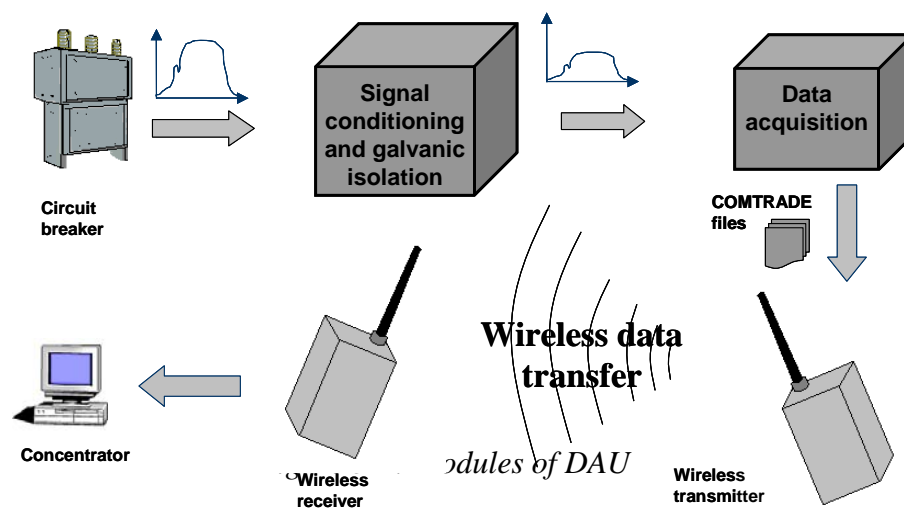 Signal
conditioning
and galvanic
isolation
Data
acquisition
Circuit
breaker
COMTRADE
files
Wireless data
transfer
Concentrator
Wireless
receiver
of DAU
Wireless
transmitter